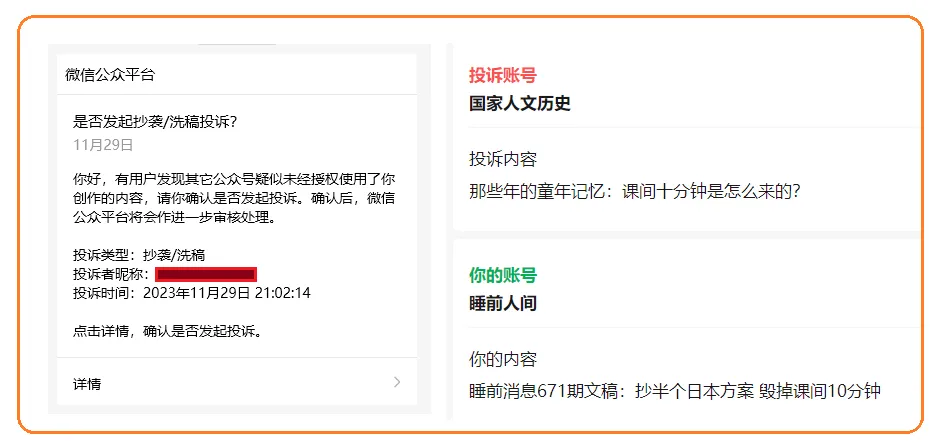 微信公众平台
是否发起抄袭/洗稿投诉？
11月29日
你好，有用户发现其它公众号疑似未经授权使用了你
创作的内容，请你确认是否发起投诉。确认后，微信
公众平台将会作进一步审核处理。
投诉类型：抄袭/洗稿
投诉者昵称：
投诉时间：2023年11月29日 21:02:14
点击详情，确认是否发起投诉。
详情
投诉账号
国家人文历史
投诉内容
那些年的童年记忆：课间十分钟是怎么来的？
你的账号
睡前人间
你的内容
睡前消息671期文稿：抄半个日本方案 毁掉课间10分钟